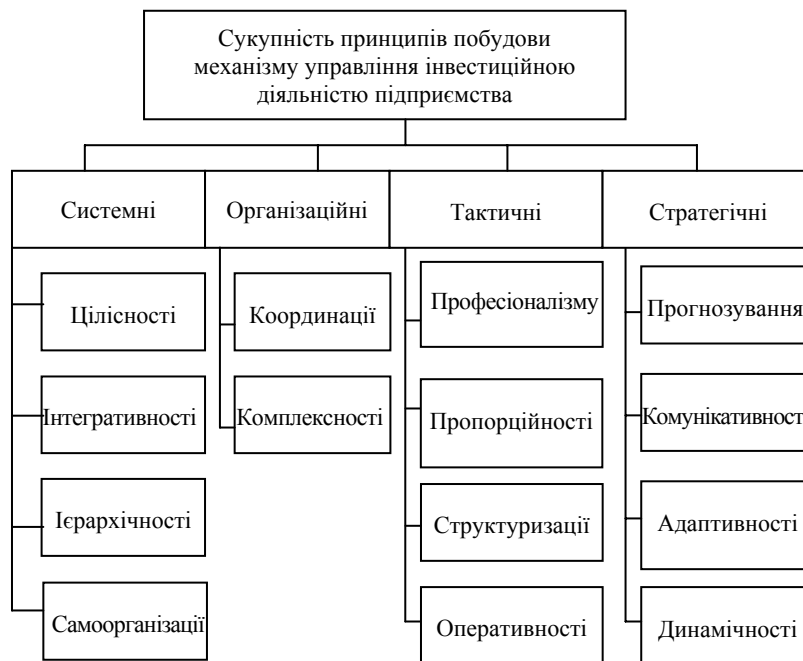 Сукупність принципів побудови
механізму управління інвестиційною
діяльністю підприємства
Системні
Організаційні
Тактичні
Стратегічні
Цілісності
Інтегративності
Ієрархічності
Самоорганізації
Координації
Комплексності
Професіоналізму
Пропорційності
Структуризації
Оперативності
Прогнозування
Комунікативност
Адаптивності
Динамічності